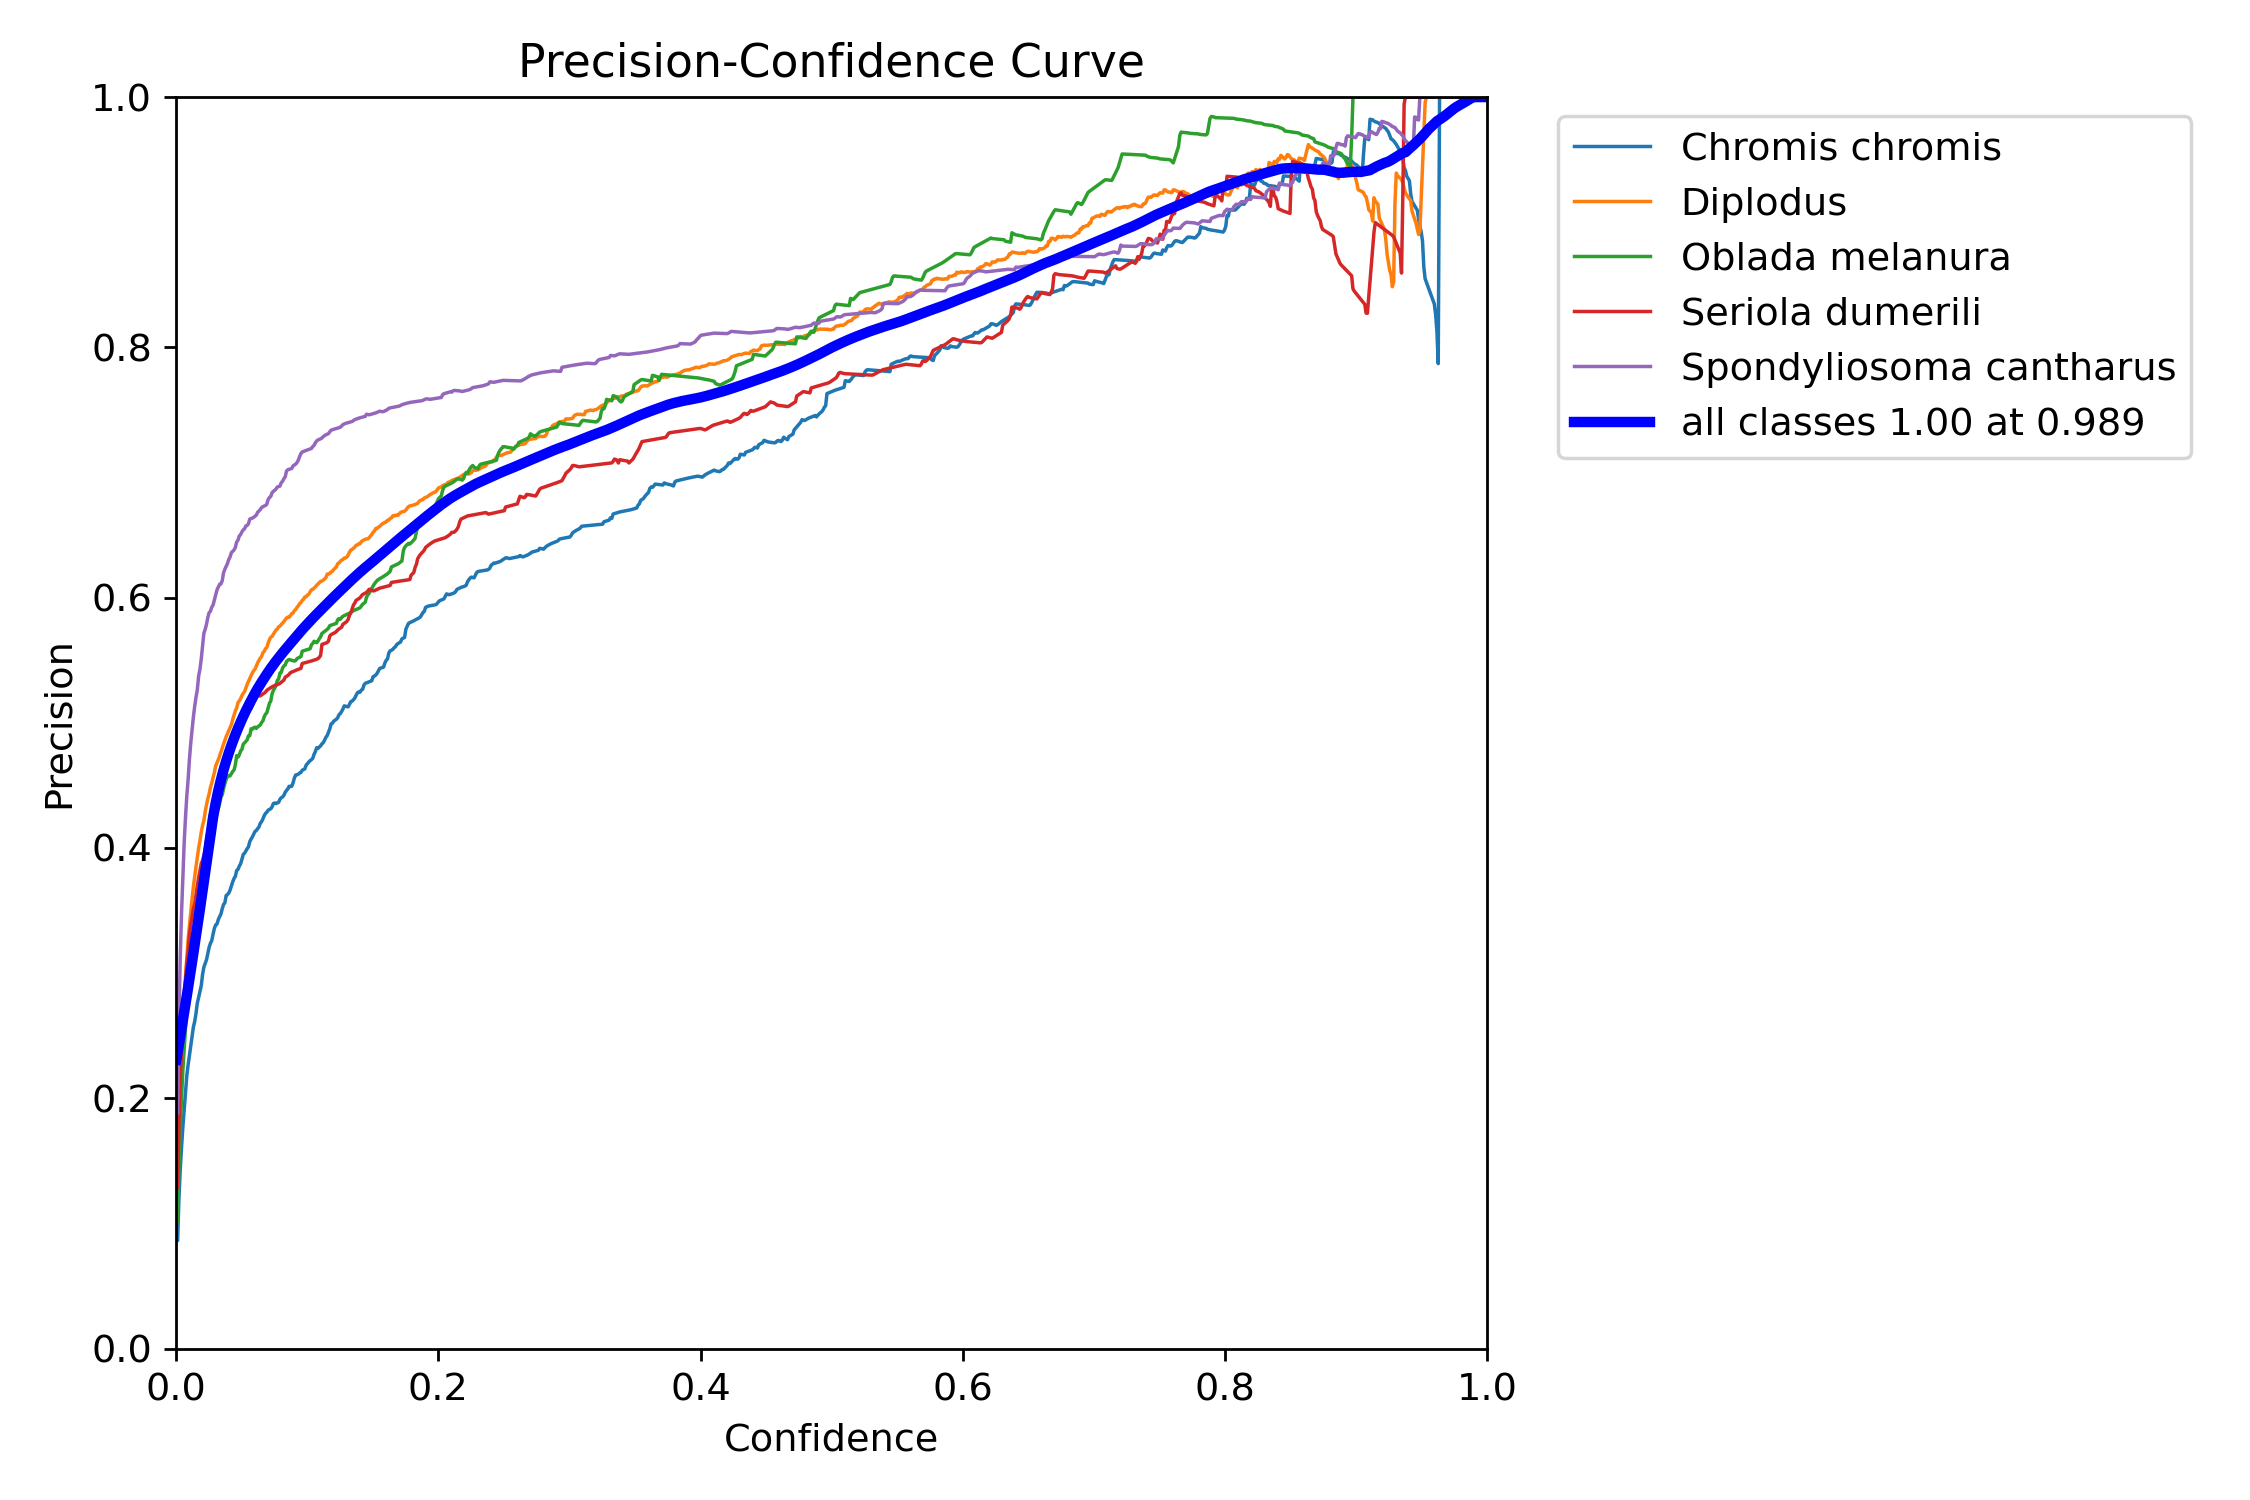 Precision-Confidence Curve
1.0
0.8
0.6
0.4
0.2
0.0
Precision
0.0 0.2 0.4 0.6 0.8 1.0
Confidence
Chromis chromis
Diplodus
Oblada melanura
Seriola dumerili
Spondyliosoma cantharus
all classes 1.00 at 0.989